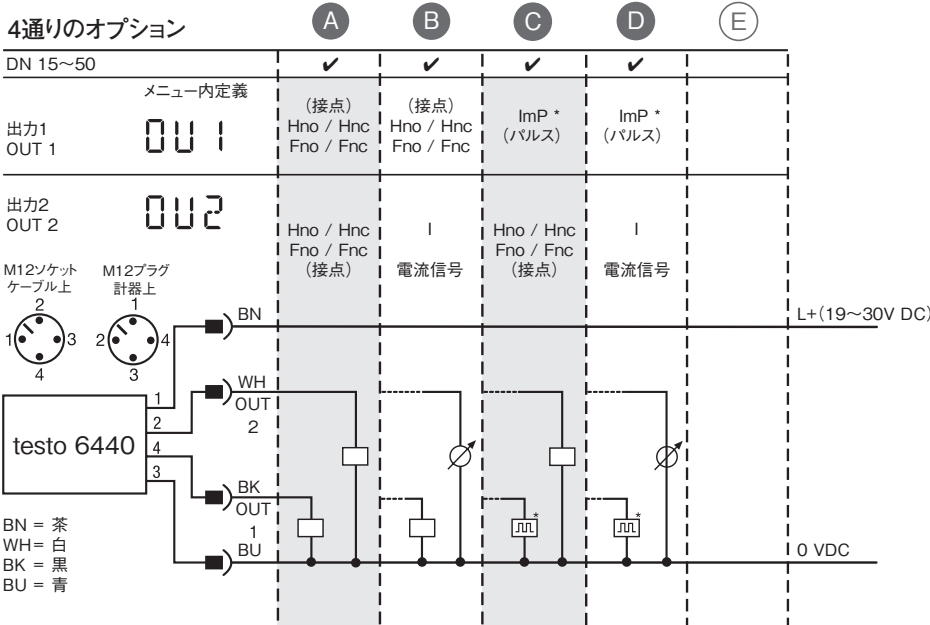 4通りのオプション
A B C D E
DN 15～50 ✔ ✔ ✔ ✔
メニュー内定義
出力1
OUT 1
OU1
(接点)
Hno / Hnc
Fno / Fnc
(接点)
Hno / Hnc
Fno / Fnc
ImP *
(パルス)
ImP *
(パルス)
出力2
OUT 2
OU2
Hno / Hnc
Fno / Fnc
(接点)
I
電流信号
Hno / Hnc
Fno / Fnc
(接点)
I
電流信号
M12ソケット
ケーブル上
2
1 3
4
M12プラグ
計器上
1
2 4
3
BN
L+(19～30V DC)
testo 6440
1
2
4
3
WH
OUT
2
BK
OUT
1
BU
*
*
0 VDC
BN = 茶
WH= 白
BK = 黒
BU = 青